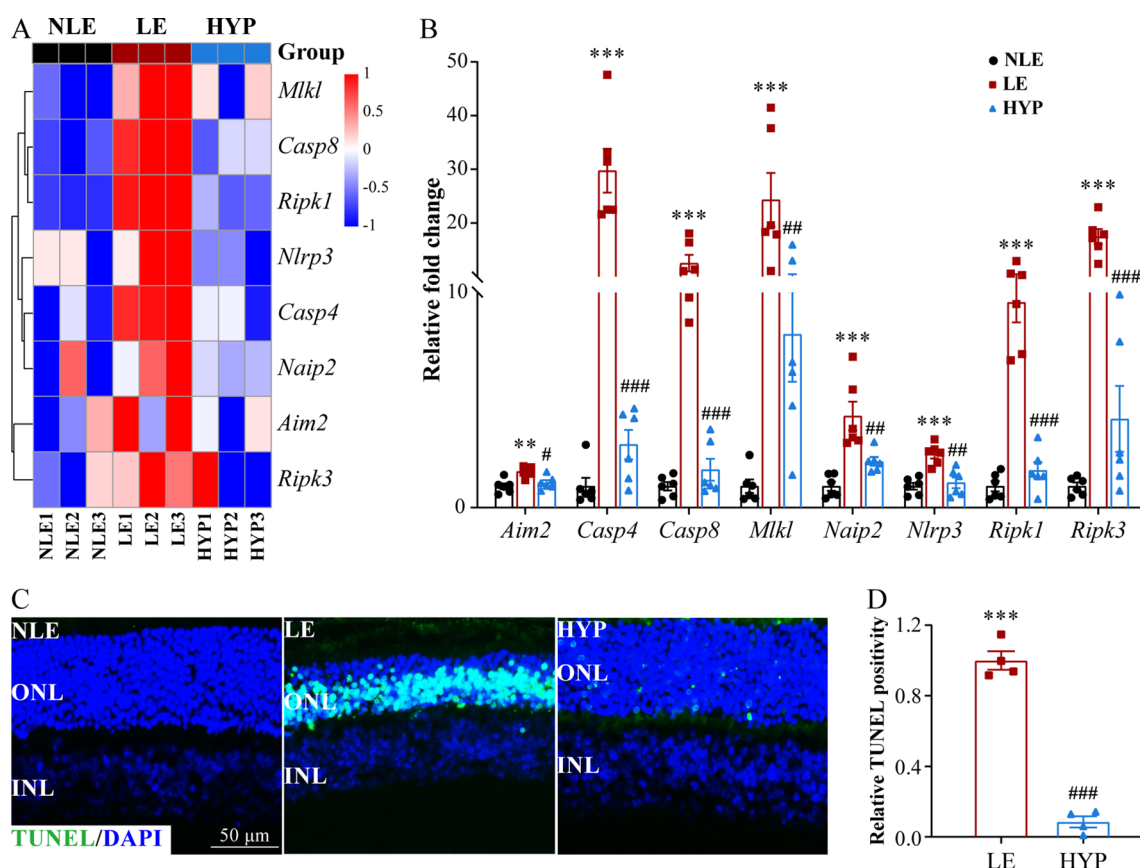 A
NLE LE HYP
Group
Mlkl
Casp8
Ripk1
Nlrp3
Casp4
Naip2
Aim2
Ripk3
1
0.5
0
-0.5
-1
NLE1 NLE2 NLE3 LE1 LE2 LE3 HYP1 HYP2 HYP3
B
NLE
LE
HYP
Relative fold change
50
40
30
20
10
0
** # *** ### *** ### *** ## *** ## *** ## *** ### *** ###
Aim2 Casp4 Casp8 Mlkl Naip2 Nlrp3 Ripk1 Ripk3
C
NLE LE HYP
ONL ONL ONL
INL INL INL
TUNEL/DAPI
50 µm
D
Relative TUNEL positivity
1.2
0.8
0.4
0.0
***
###
LE HYP